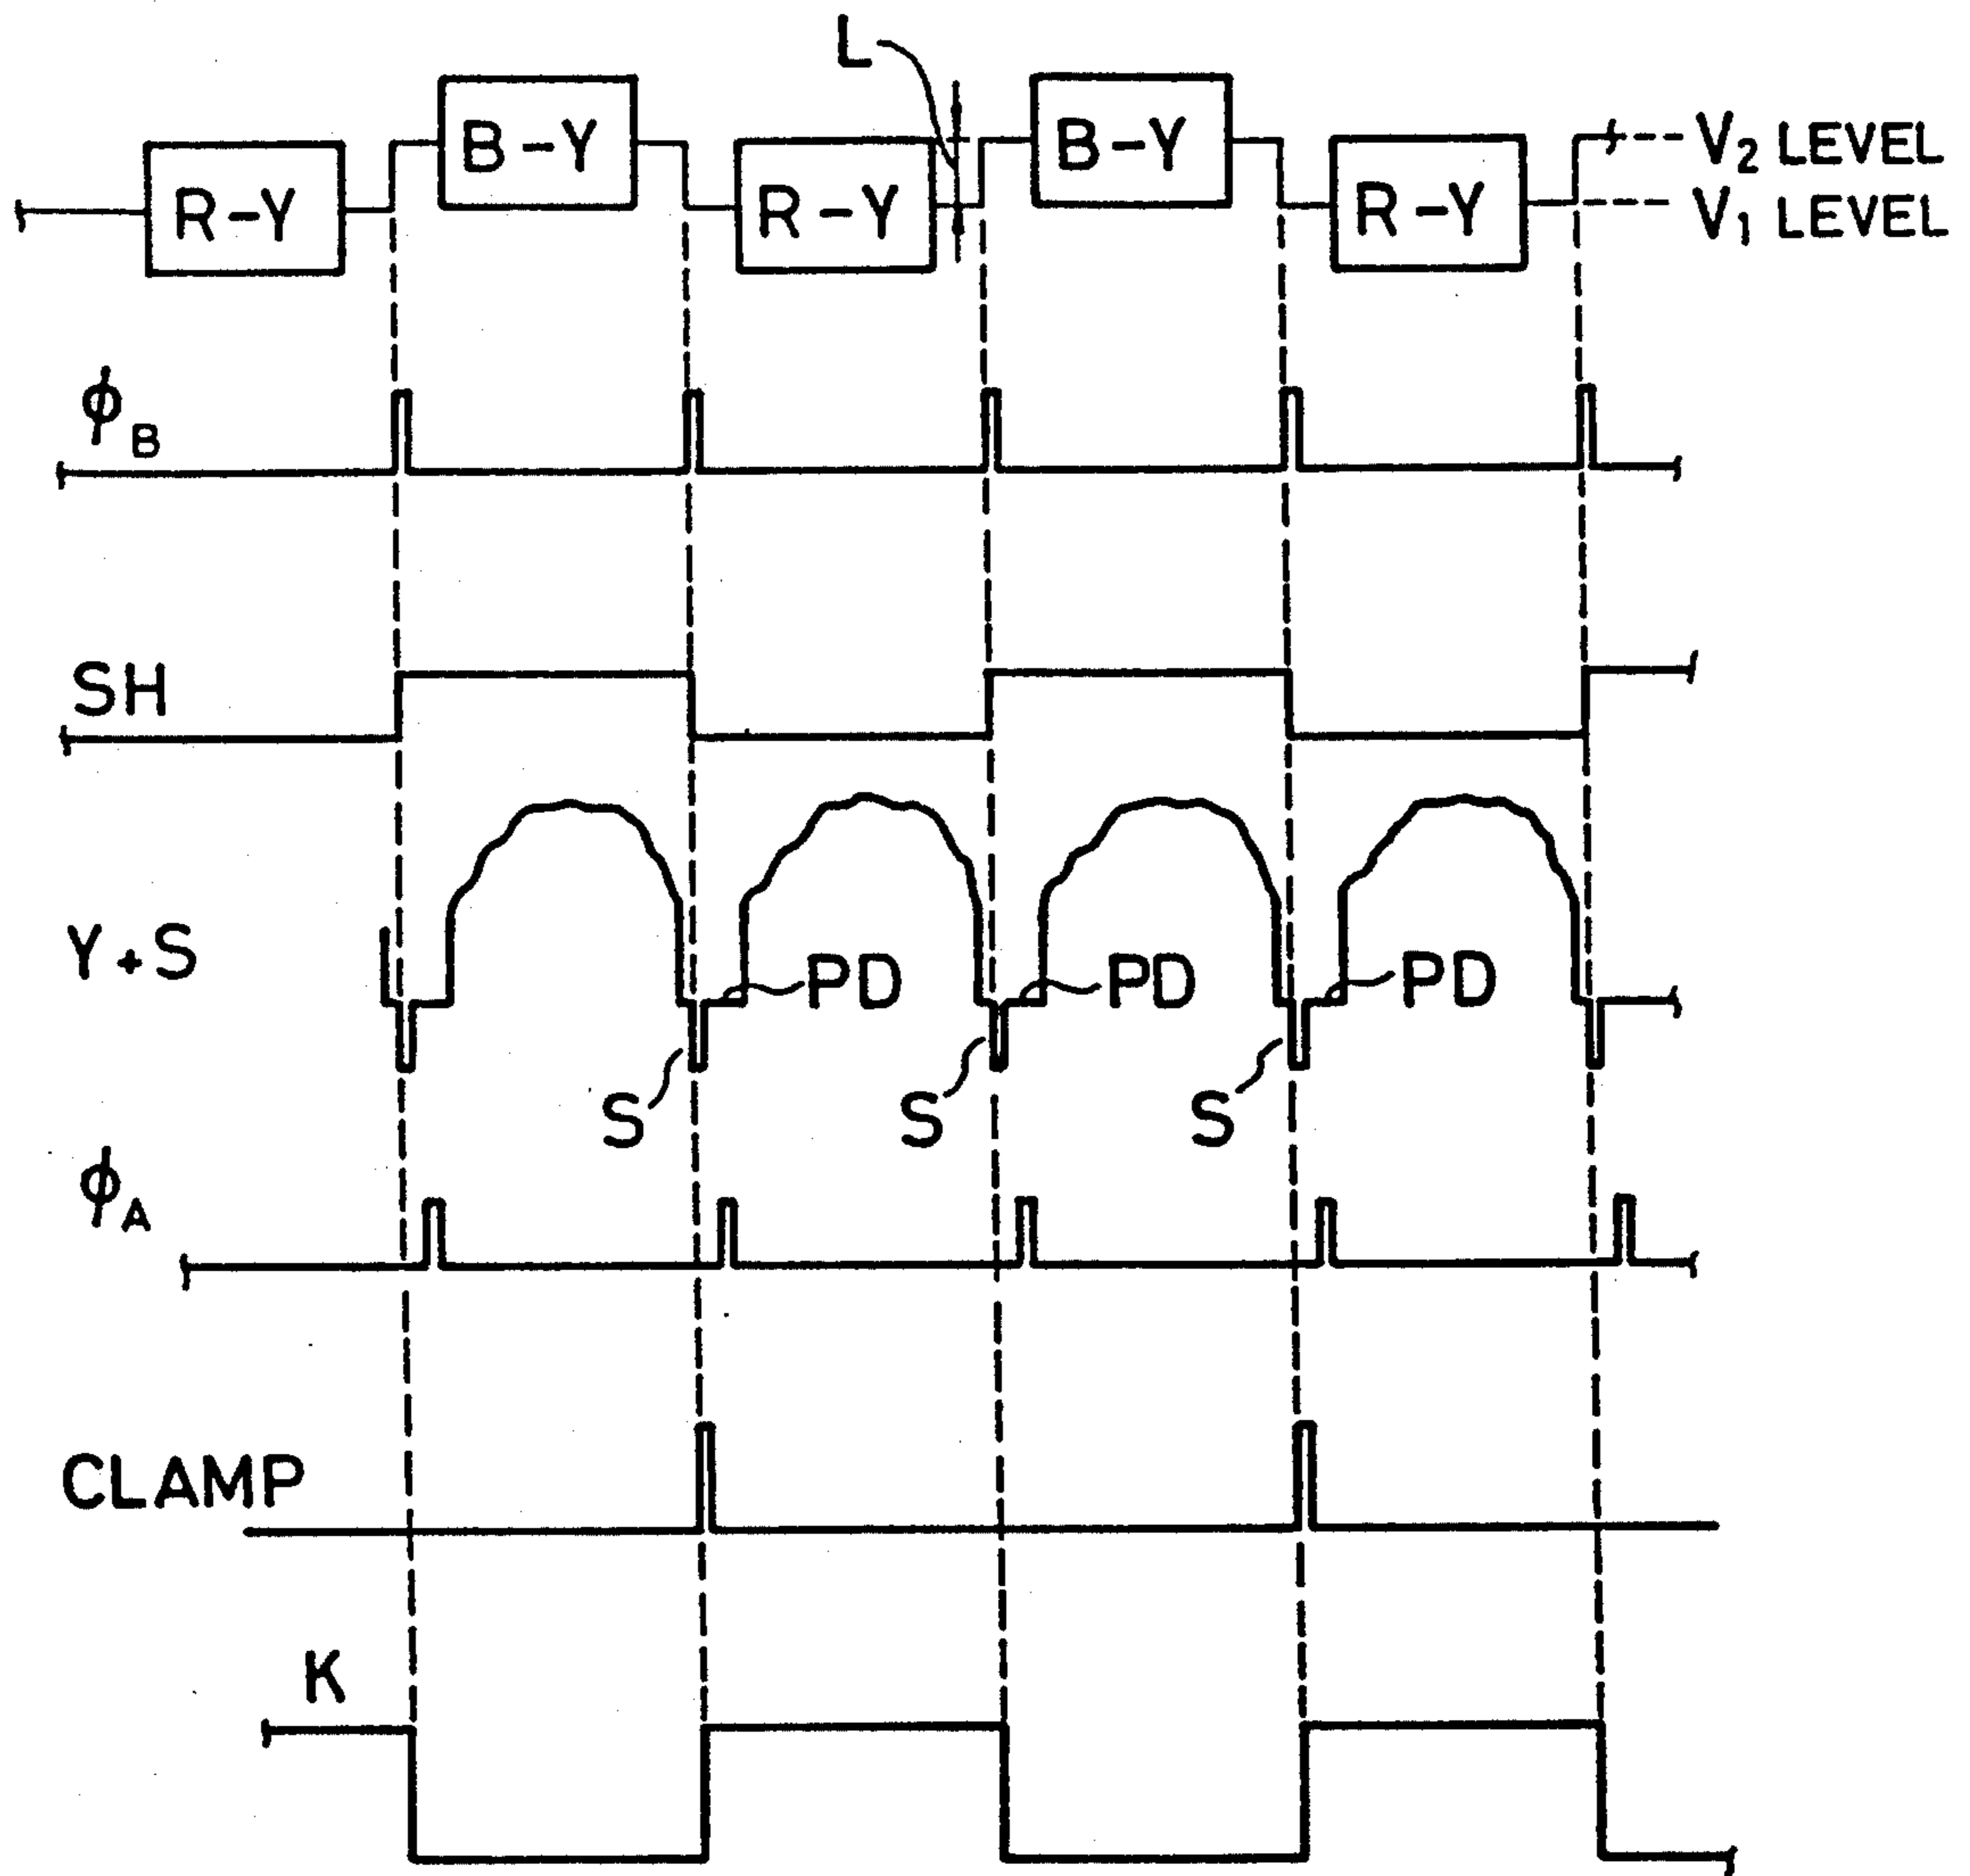 L
R-Y B-Y R-Y B-Y R-Y
V2 LEVEL
V1 LEVEL
ϕB
SH
Y+S
PD PD PD
S S S
ϕA
CLAMP
K